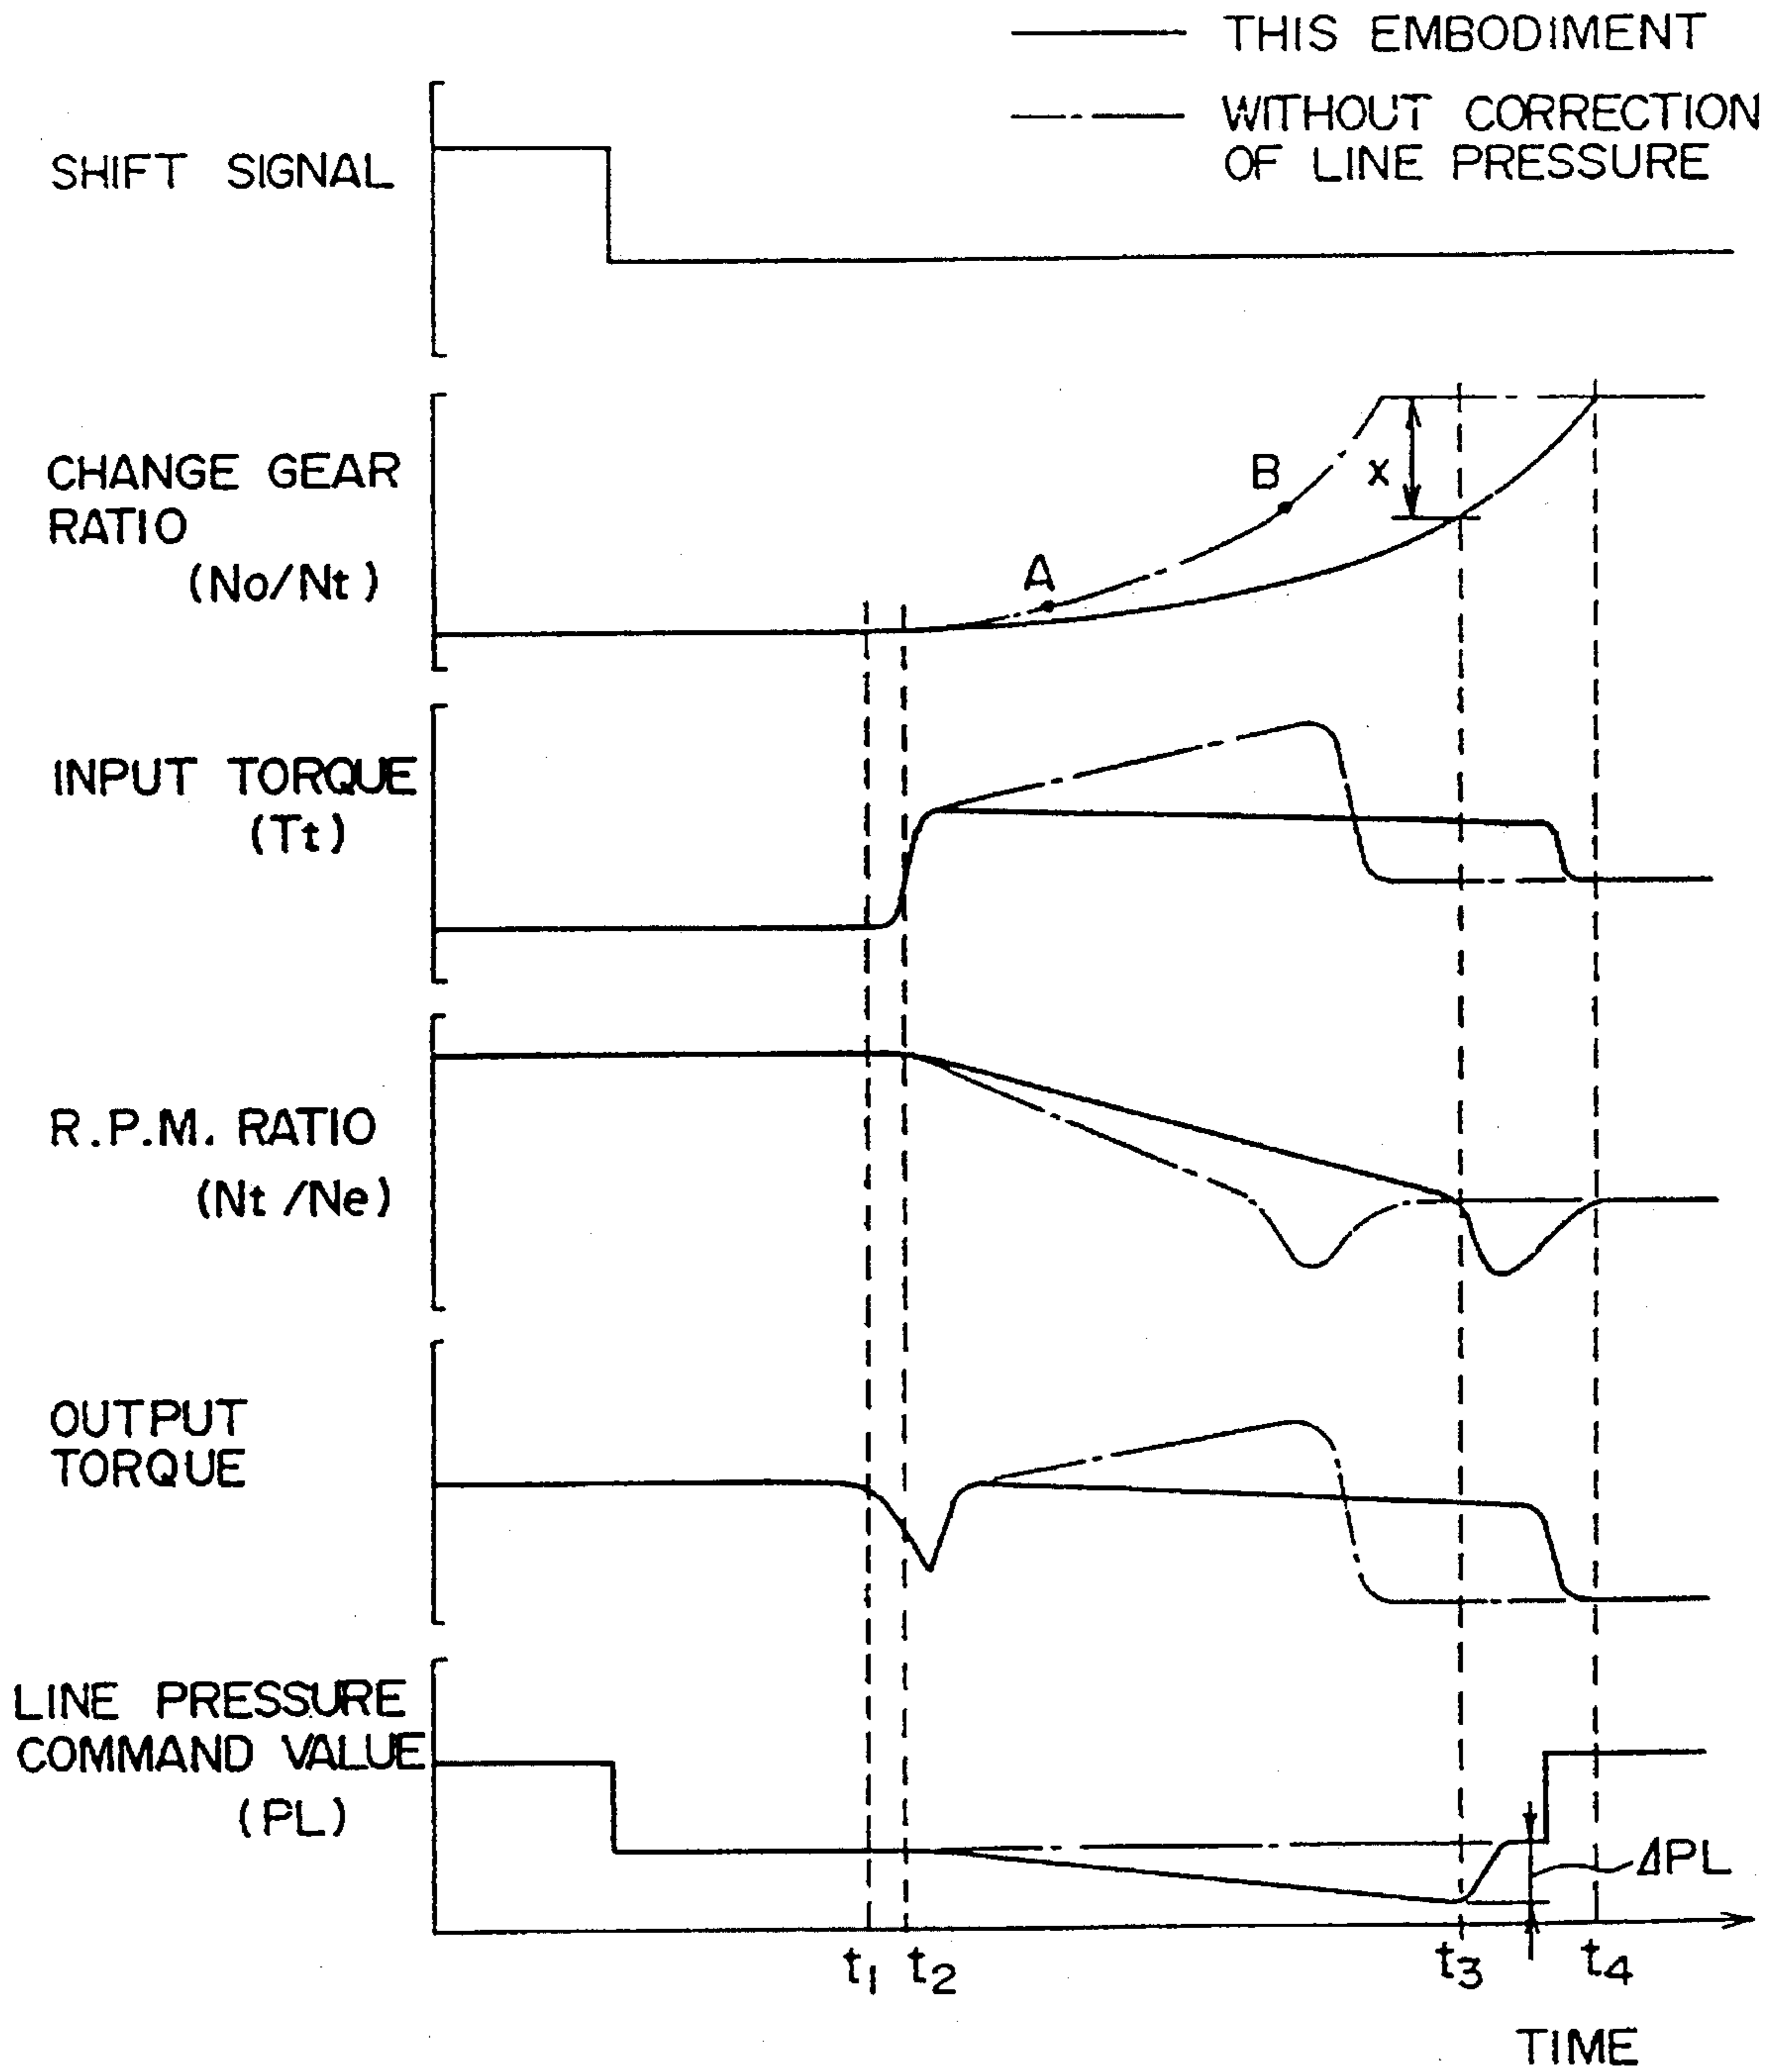 THIS EMBODIMENT
WITHOUT CORRECTION
OF LINE PRESSURE
SHIFT SIGNAL
CHANGE GEAR
RATIO
(No/Nt)
A
B
x
INPUT TORQUE
(Tt)
R.P.M. RATIO
(Nt/Ne)
OUTPUT
TORQUE
LINE PRESSURE
COMMAND VALUE
(PL)
ΔPL
t1 t2 t3 t4
TIME